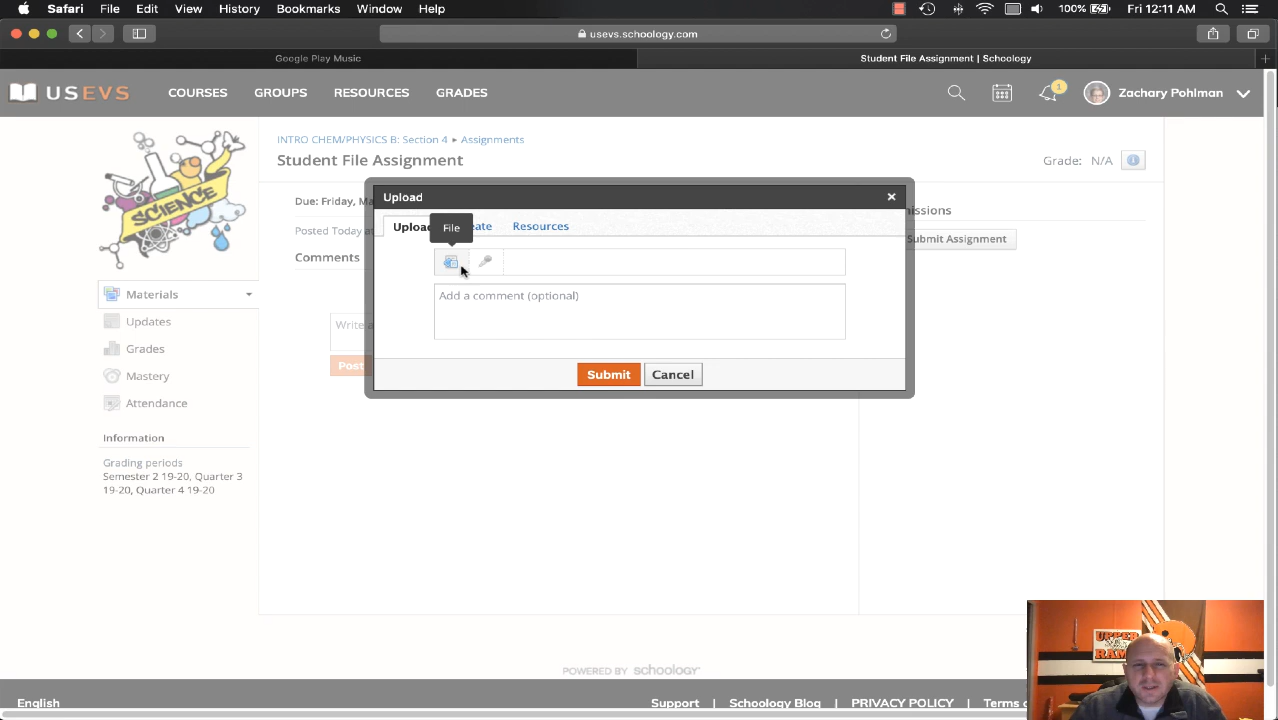 Safari File Edit View History Bookmarks Window Help 100% Fri 12:11 AM
usevs.schoology.com
Google Play Music Student File Assignment | Schoology
USEVS COURSES GROUPS RESOURCES GRADES 1 Zachary Pohlman
SCIENCE
INTRO CHEM/PHYSICS B: Section 4 ▸ Assignments
Student File Assignment
Grade: N/A
Due: Friday, Ma
Posted Today at
Comments
Write a
Post
Upload
Upload eate Resources
File
Add a comment (optional)
Submit Cancel
missions
Submit Assignment
Materials
Updates
Grades
Mastery
Attendance
Information
Grading periods
Semester 2 19-20, Quarter 3
19-20, Quarter 4 19-20
UPPER
RAM
POWERED BY schoology
English Support Schoology Blog PRIVACY POLICY Terms o